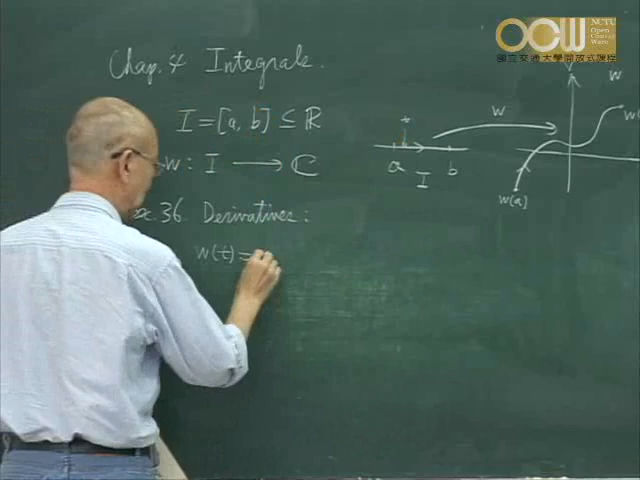 Chap. 4 Integrals.
I = [a, b] ⊆ ℝ
w : I ⟶ ℂ
36. Derivatives :
w(t) =
w
a
b
I
w
w(a)
OCW
NCTU
Open
Course
Ware
國立交通大學開放式課程